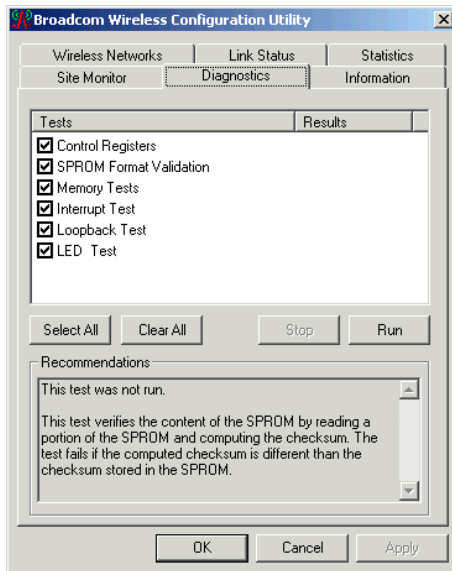 Broadcom Wireless Configuration Utility
Wireless Networks Link Status Statistics
Site Monitor Diagnostics Information
Tests Results
Control Registers
SPROM Format Validation
Memory Tests
Interrupt Test
Loopback Test
LED Test
Select All Clear All Stop Run
Recommendations
This test was not run.
This test verifies the content of the SPROM by reading a
portion of the SPROM and computing the checksum. The
test fails if the computed checksum is different than the
checksum stored in the SPROM.
OK Cancel Apply